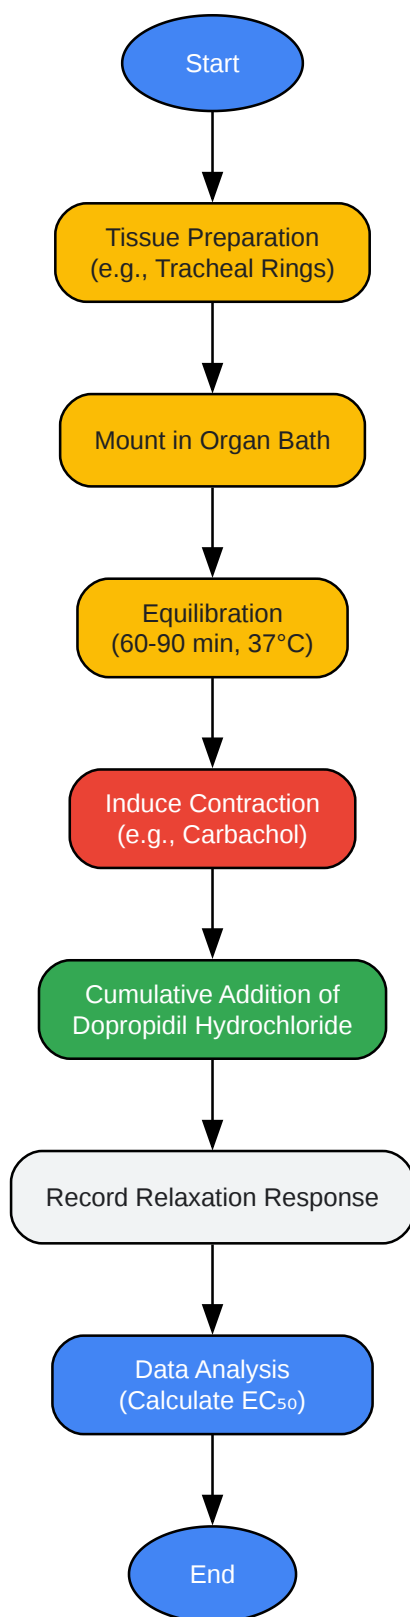 Start
Tissue Preparation
(e.g., Tracheal Rings)
Mount in Organ Bath
Equilibration
(60-90 min, 37°C)
Induce Contraction
(e.g., Carbachol)
Cumulative Addition of
Dopropidil Hydrochloride
Record Relaxation Response
Data Analysis
(Calculate EC₅₀)
End